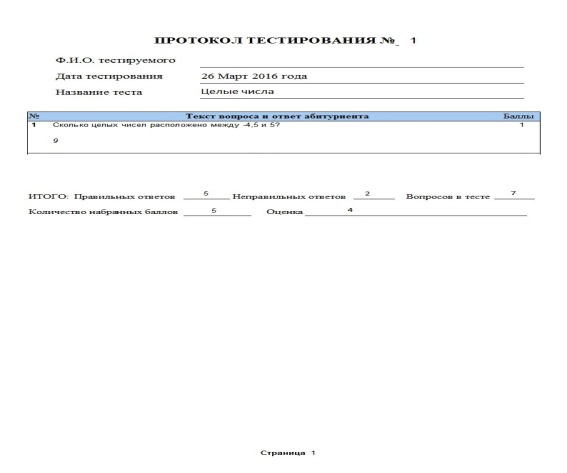 ПРОТОКОЛ ТЕСТИРОВАНИЯ №_ 1
Ф.И.О. тестируемого
Дата тестирования 26 Март 2016 года
Название теста Целые числа
№ Текст вопроса и ответ абитуриента Баллы
1 Сколько целых чисел расположено между -4,5 и 5? 1
9
ИТОГО: Правильных ответов 5 Неправильных ответов 2 Вопросов в тесте 7
Количество набранных баллов 5 Оценка 4
Страница 1